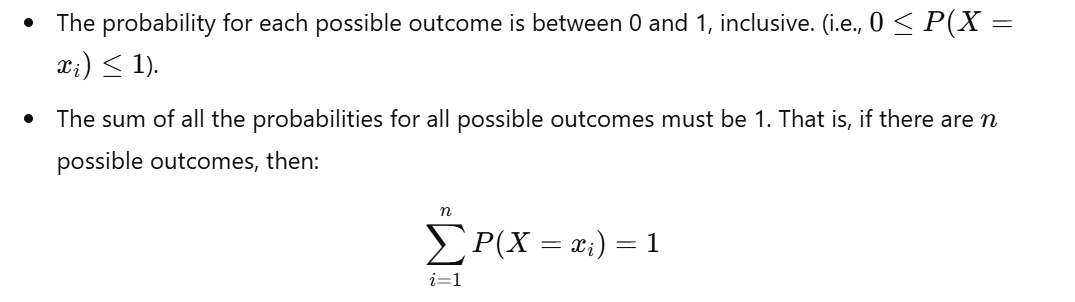 • The probability for each possible outcome is between 0 and 1, inclusive. (i.e., 0 ≤ P(X =
xᵢ) ≤ 1).
• The sum of all the probabilities for all possible outcomes must be 1. That is, if there are n
possible outcomes, then:
n
∑ P(X = xᵢ) = 1
i=1